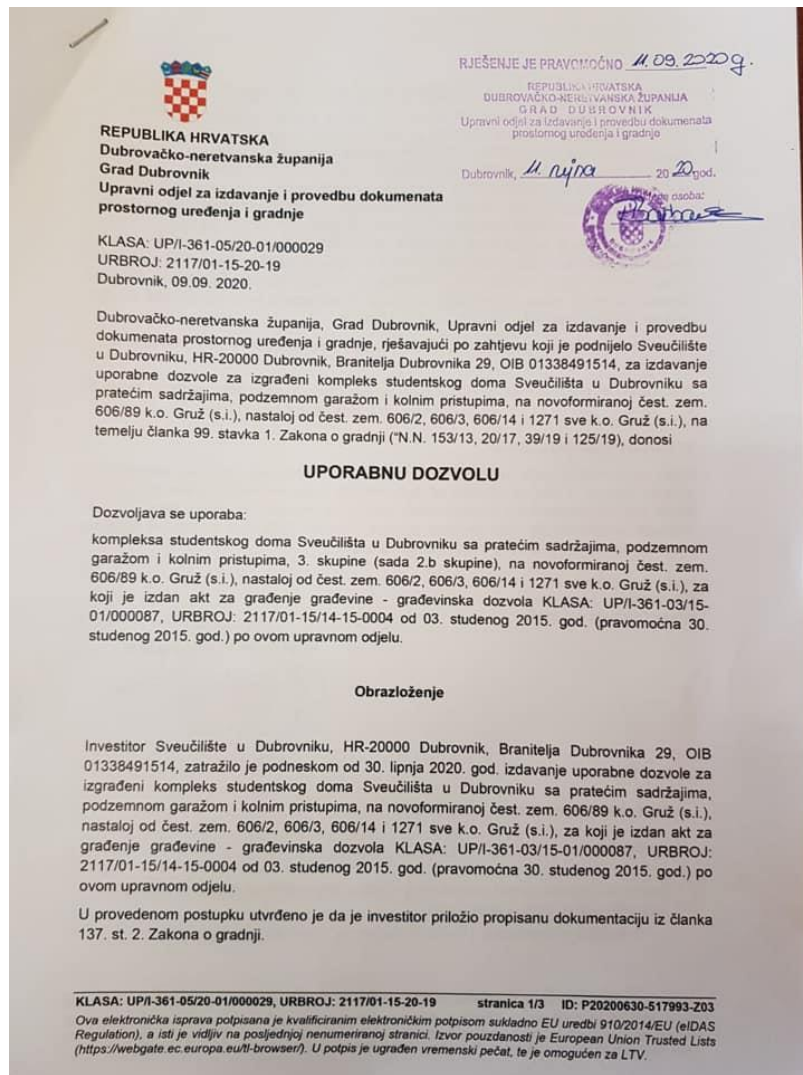 RJEŠENJE JE PRAVOMOĆNO 11.09.2020 g.
REPUBLIKA HRVATSKA
DUBROVAČKO-NERETVANSKA ŽUPANIJA
GRAD DUBROVNIK
Upravni odjel za izdavanje i provedbu dokumenata
prostornog uređenja i gradnje
Dubrovnik, 11. rujna 20 20 god.
osoba:
REPUBLIKA HRVATSKA
Dubrovačko-neretvanska županija
Grad Dubrovnik
Upravni odjel za izdavanje i provedbu dokumenata
prostornog uređenja i gradnje
KLASA: UP/I-361-05/20-01/000029
URBROJ: 2117/01-15-20-19
Dubrovnik, 09.09. 2020.
Dubrovačko-neretvanska županija, Grad Dubrovnik, Upravni odjel za izdavanje i provedbu
dokumenata prostornog uređenja i gradnje, rješavajući po zahtjevu koji je podnijelo Sveučilište
u Dubrovniku, HR-20000 Dubrovnik, Branitelja Dubrovnika 29, OIB 01338491514, za izdavanje
uporabne dozvole za izgrađeni kompleks studentskog doma Sveučilišta u Dubrovniku sa
pratećim sadržajima, podzemnom garažom i kolnim pristupima, na novoformiranoj čest. zem.
606/89 k.o. Gruž (s.i.), nastaloj od čest. zem. 606/2, 606/3, 606/14 i 1271 sve k.o. Gruž (s.i.), na
temelju članka 99. stavka 1. Zakona o gradnji ("N.N. 153/13, 20/17, 39/19 i 125/19), donosi
UPORABNU DOZVOLU
Dozvoljava se uporaba:
kompleksa studentskog doma Sveučilišta u Dubrovniku sa pratećim sadržajima, podzemnom
garažom i kolnim pristupima, 3. skupine (sada 2.b skupine), na novoformiranoj čest. zem.
606/89 k.o. Gruž (s.i.), nastaloj od čest. zem. 606/2, 606/3, 606/14 i 1271 sve k.o. Gruž (s.i.), za
koji je izdan akt za građenje građevine - građevinska dozvola KLASA: UP/I-361-03/15-
01/000087, URBROJ: 2117/01-15/14-15-0004 od 03. studenog 2015. god. (pravomoćna 30.
studenog 2015. god.) po ovom upravnom odjelu.
Obrazloženje
Investitor Sveučilište u Dubrovniku, HR-20000 Dubrovnik, Branitelja Dubrovnika 29, OIB
01338491514, zatražilo je podneskom od 30. lipnja 2020. god. izdavanje uporabne dozvole za
izgrađeni kompleks studentskog doma Sveučilišta u Dubrovniku sa pratećim sadržajima,
podzemnom garažom i kolnim pristupima, na novoformiranoj čest. zem. 606/89 k.o. Gruž (s.i.),
nastaloj od čest. zem. 606/2, 606/3, 606/14 i 1271 sve k.o. Gruž (s.i.), za koji je izdan akt za
građenje građevine - građevinska dozvola KLASA: UP/I-361-03/15-01/000087, URBROJ:
2117/01-15/14-15-0004 od 03. studenog 2015. god. (pravomoćna 30. studenog 2015. god.) po
ovom upravnom odjelu.
U provedenom postupku utvrđeno je da je investitor priložio propisanu dokumentaciju iz članka
137. st. 2. Zakona o gradnji.
KLASA: UP/I-361-05/20-01/000029, URBROJ: 2117/01-15-20-19 stranica 1/3 ID: P20200630-517993-Z03
Ova elektronička isprava potpisana je kvalificiranim elektroničkim potpisom sukladno EU uredbi 910/2014/EU (eIDAS
Regulation), a isti je vidljiv na posljednjoj nenumeriranoj stranici. Izvor pouzdanosti je European Union Trusted Lists
(https://webgate.ec.europa.eu/tl-browser/). U potpis je ugrađen vremenski pečat, te je omogućen za LTV.